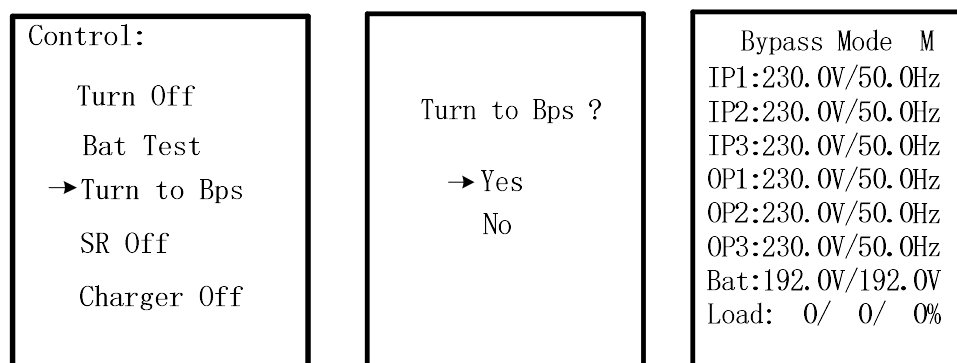 Control:
Turn Off
Bat Test
→Turn to Bps
SR Off
Charger Off
Turn to Bps ?
→Yes
No
Bypass Mode M
IP1:230.0V/50.0Hz
IP2:230.0V/50.0Hz
IP3:230.0V/50.0Hz
OP1:230.0V/50.0Hz
OP2:230.0V/50.0Hz
OP3:230.0V/50.0Hz
Bat:192.0V/192.0V
Load: 0/ 0/ 0%